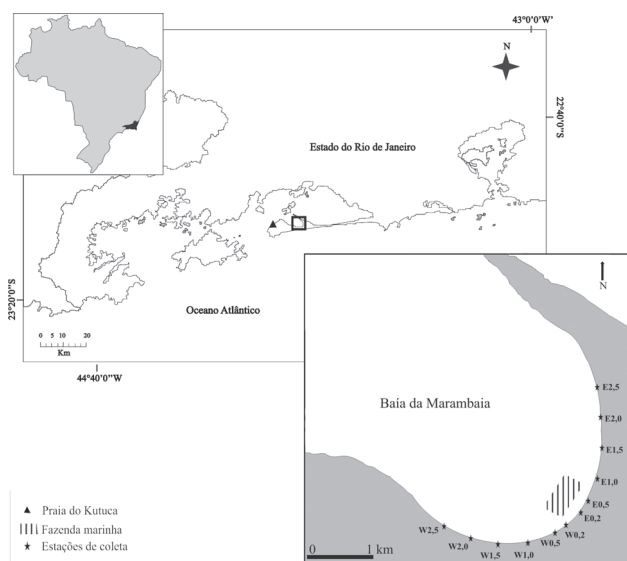 43°0'0"W
N
22°40'0"S
Estado do Rio de Janeiro
23°20'0"S
Oceano Atlântico
0 5 10 20
Km
44°40'0"W
N
Baía da Marambaia
E2,5
E2,0
E1,5
E1,0
E0,5
E0,2
W0,2
W0,5
W1,0
W1,5
W2,0
W2,5
0 1 km
Praia do Kutuca
Fazenda marinha
Estações de coleta